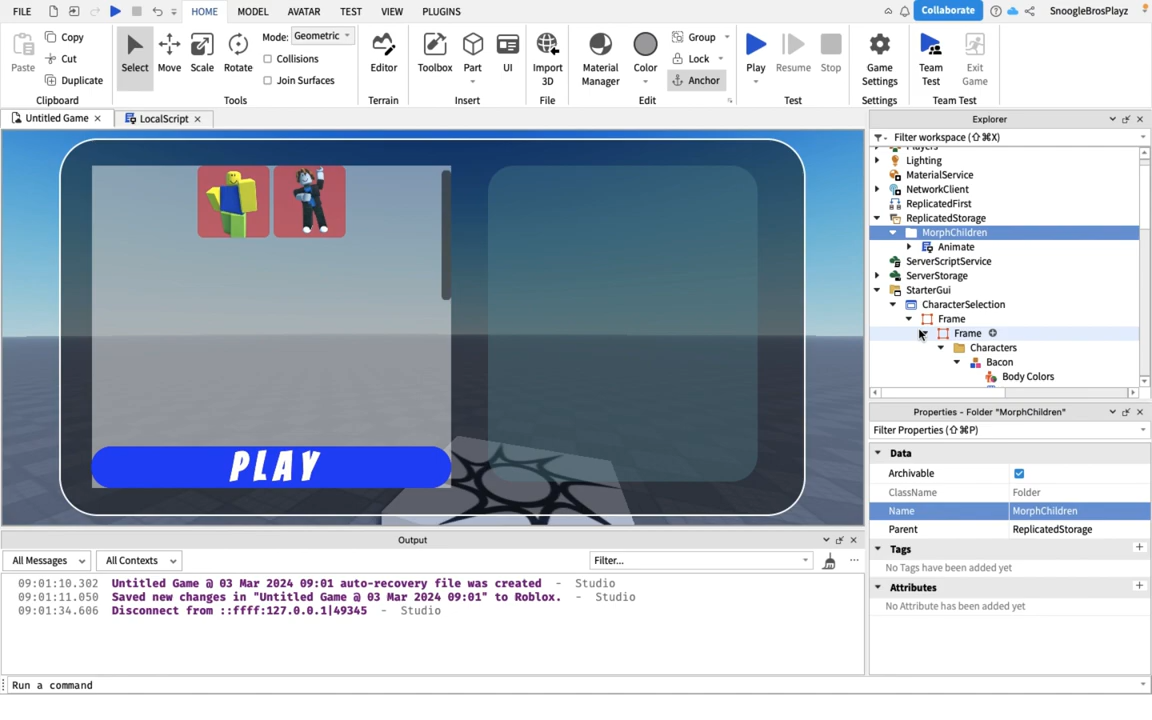 FILE HOME MODEL AVATAR TEST VIEW PLUGINS Collaborate SnoogleBrosPlayz
Paste Copy Cut Duplicate Clipboard
Select Move Scale Rotate Mode: Geometric Collisions Join Surfaces Tools
Editor Terrain
Toolbox Part UI Insert
Import 3D File
Material Manager Color Group Lock Anchor Edit
Play Resume Stop Test
Game Settings Settings
Team Test Exit Game Team Test
Untitled Game LocalScript
PLAY
Explorer
Filter workspace (⇧⌘X)
Players
Lighting
MaterialService
NetworkClient
ReplicatedFirst
ReplicatedStorage
MorphChildren
Animate
ServerScriptService
ServerStorage
StarterGui
CharacterSelection
Frame
Frame
Characters
Bacon
Body Colors
Properties - Folder "MorphChildren"
Filter Properties (⇧⌘P)
Data
Archivable
ClassName Folder
Name MorphChildren
Parent ReplicatedStorage
Tags
No Tags have been added yet
Attributes
No Attribute has been added yet
Output
All Messages All Contexts Filter...
09:01:10.302 Untitled Game @ 03 Mar 2024 09:01 auto-recovery file was created - Studio
09:01:11.050 Saved new changes in "Untitled Game @ 03 Mar 2024 09:01" to Roblox. - Studio
09:01:34.606 Disconnect from ::ffff:127.0.0.1|49345 - Studio
Run a command